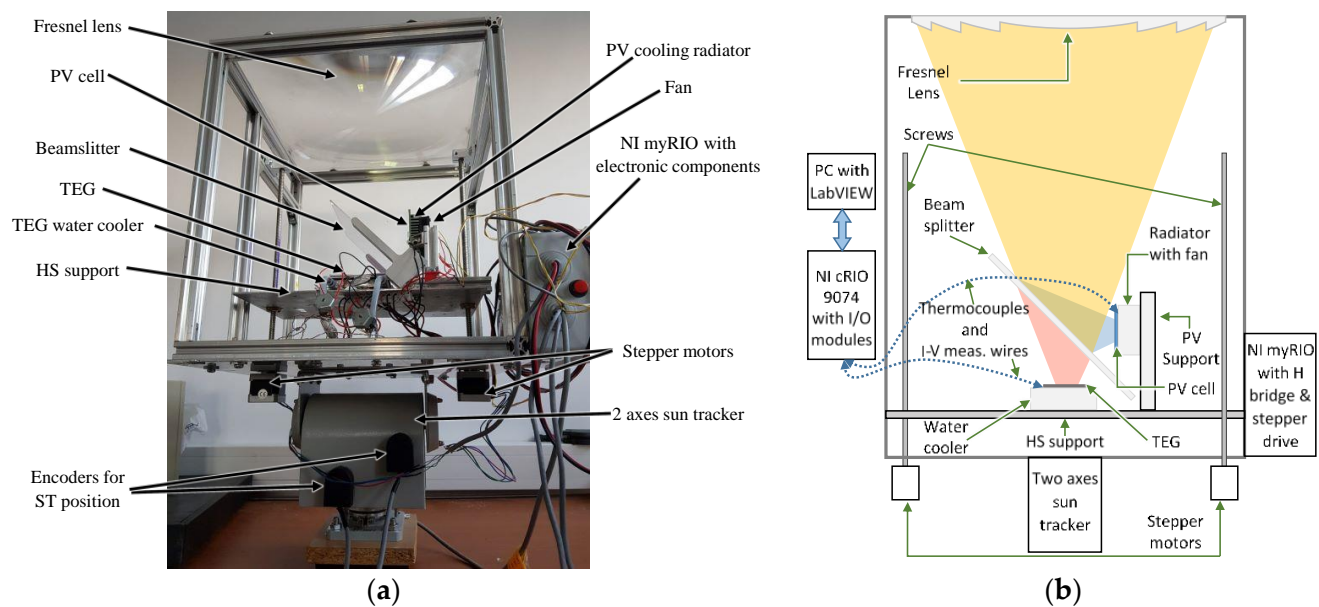 Fresnel lens
PV cell
Beamslitter
TEG
TEG water cooler
HS support
Encoders for
ST position
PV cooling radiator
Fan
NI myRIO with
electronic components
Stepper motors
2 axes sun tracker
(a)
Fresnel
Lens
Screws
PC with
LabVIEW
Beam
splitter
NI cRIO
9074
with I/O
modules
Thermocouples
and
I-V meas. wires
Radiator
with fan
PV
Support
PV cell
NI myRIO
with H
bridge &
stepper
drive
Water
cooler
HS support
TEG
Two axes
sun
tracker
Stepper
motors
(b)